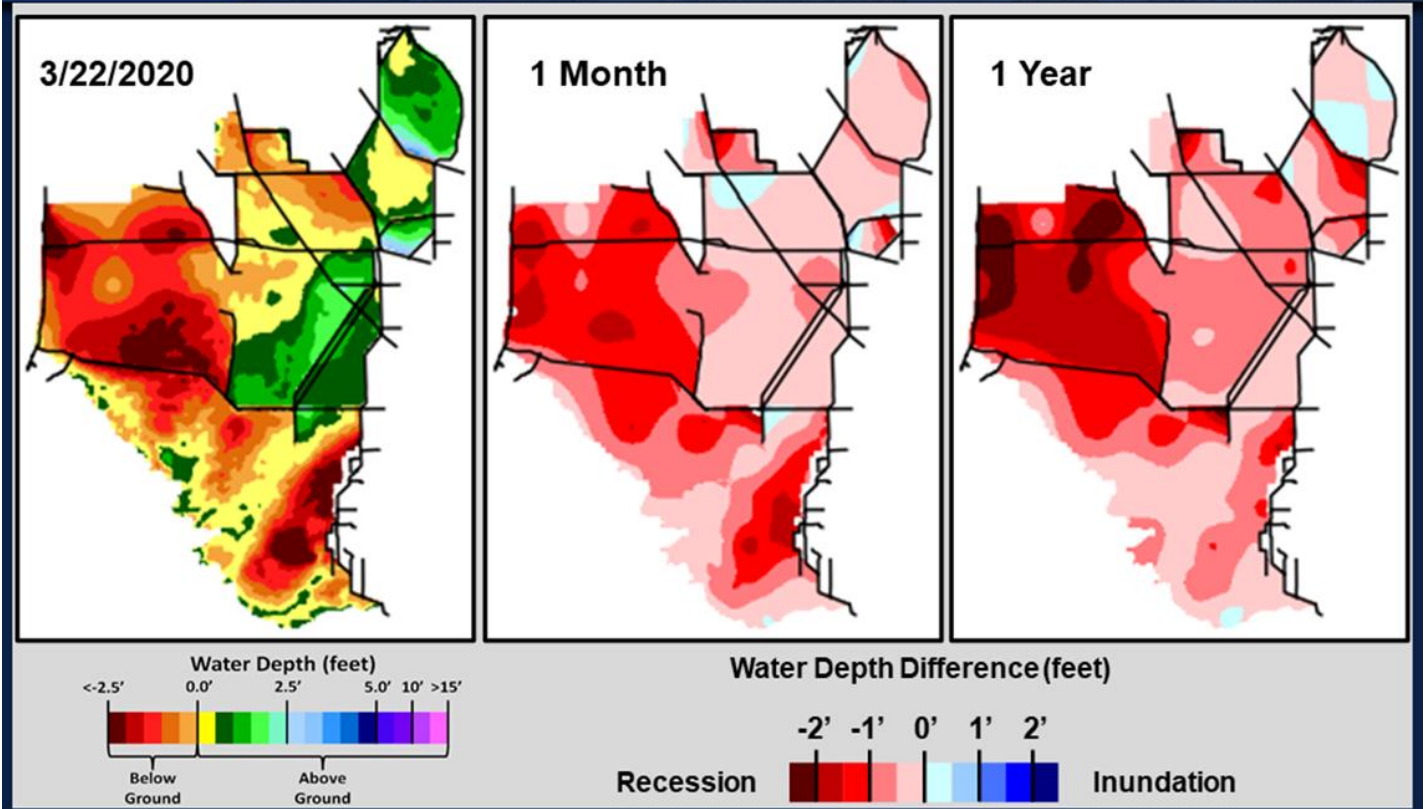 3/22/2020
1 Month
1 Year
Water Depth (feet)
<-2.5’ 0.0’ 2.5’ 5.0’ 10’ >15’
Below
Ground
Above
Ground
Water Depth Difference (feet)
-2’ -1’ 0’ 1’ 2’
Recession
Inundation